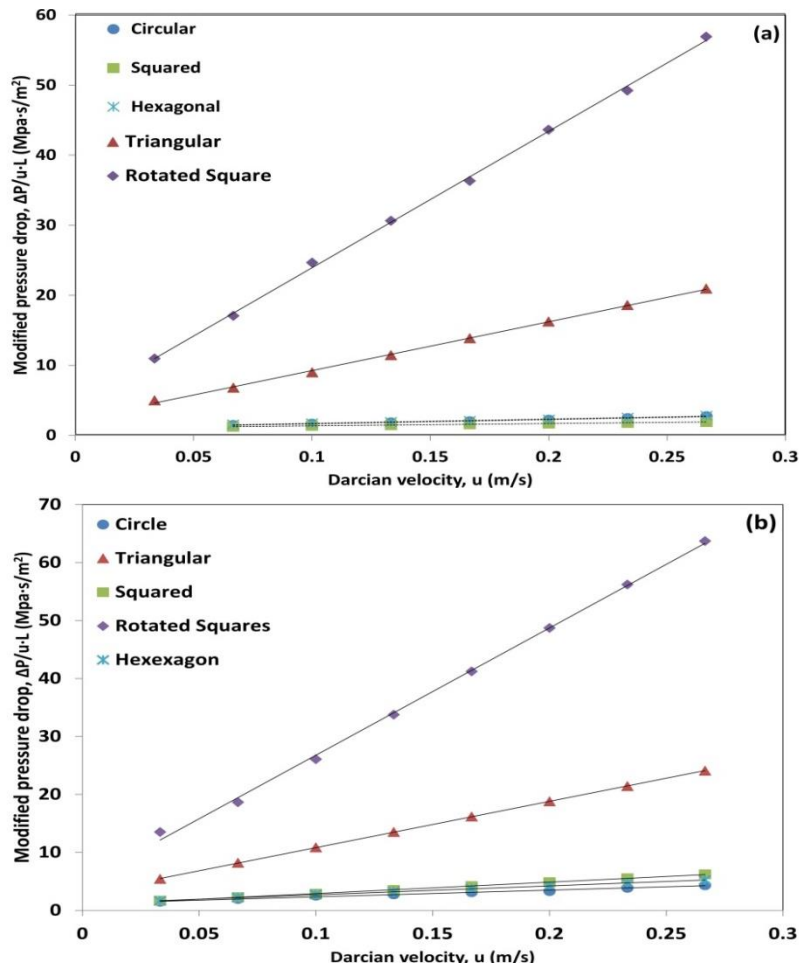 60
(a)
Circular
50
Squared
Hexagonal
40
Triangular
Rotated Square
30
20
10
0
0 0.05 0.1 0.15 0.2 0.25 0.3
Modified pressure drop, ΔP/u·L (Mpa·s/m²)
Darcian velocity, u (m/s)
70
(b)
Circle
60
Triangular
Squared
50
Rotated Squares
40
Hexexagon
30
20
10
0
0 0.05 0.1 0.15 0.2 0.25 0.3
Modified pressure drop, ΔP/u·L (Mpa·s/m²)
Darcian velocity, u (m/s)